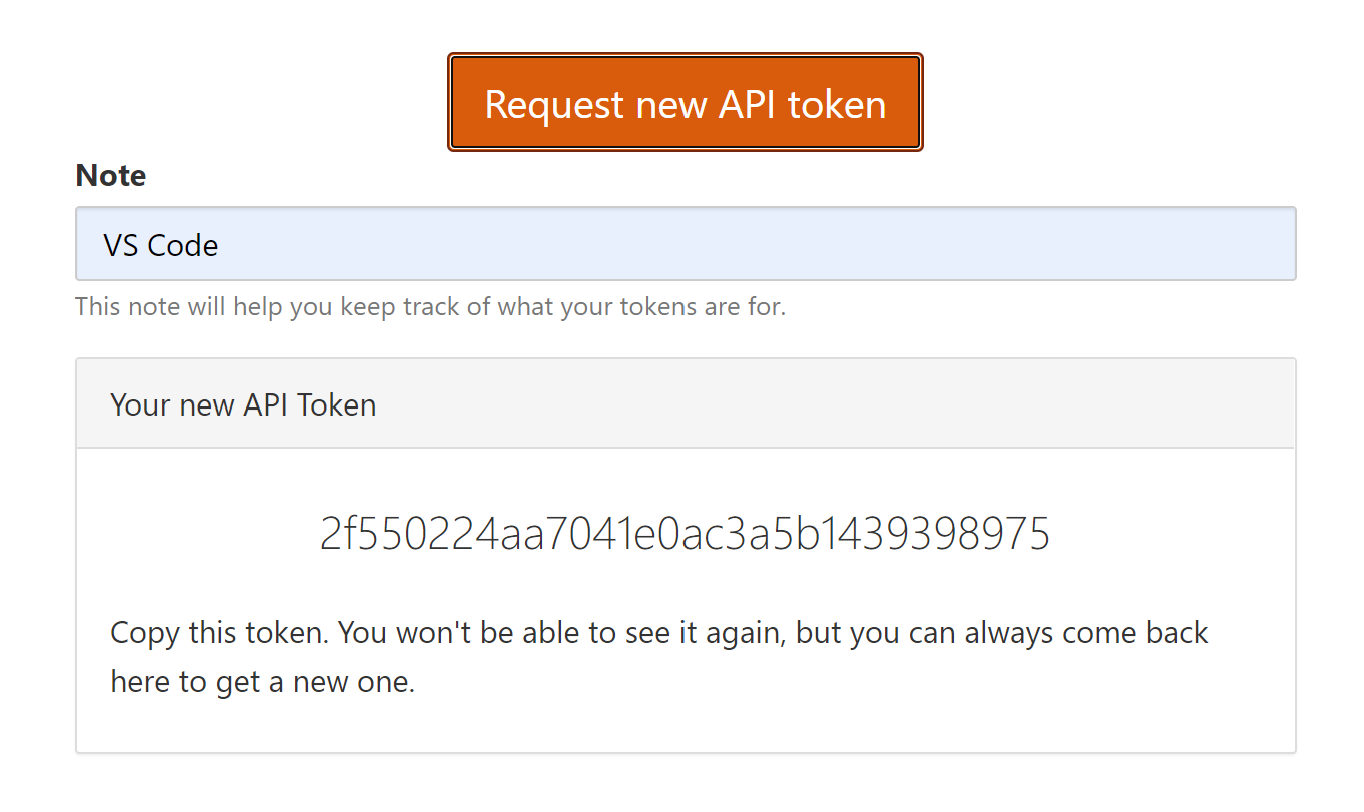 Request new API token
Note
VS Code
This note will help you keep track of what your tokens are for.
Your new API Token
2f550224aa7041e0ac3a5b1439398975
Copy this token. You won't be able to see it again, but you can always come back
here to get a new one.